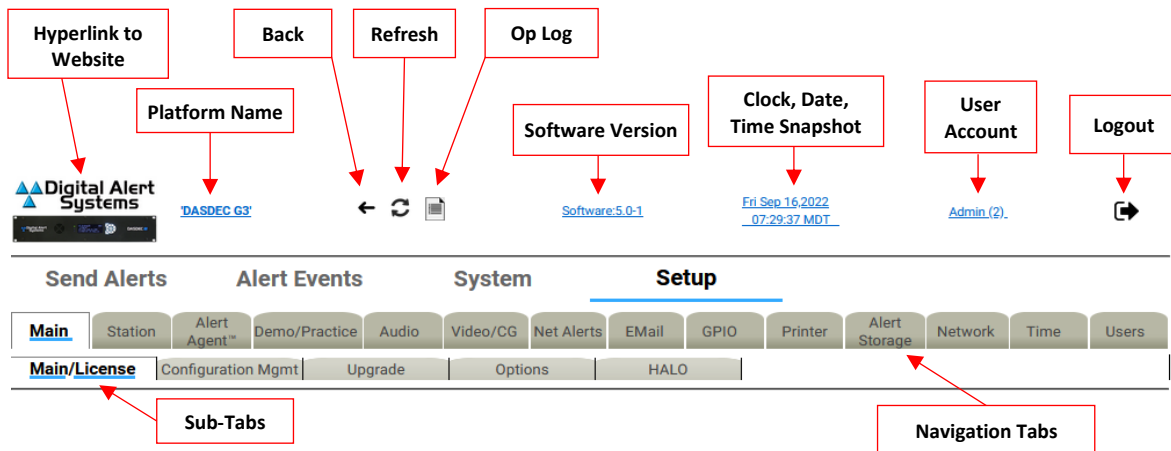 Hyperlink to
Website
Back
Refresh
Op Log
Platform Name
Software Version
Clock, Date,
Time Snapshot
User
Account
Logout
Digital Alert
Systems
'DASDEC G3'
Software:5.0-1
Fri Sep 16,2022
07:29:37 MDT
Admin (2)
Send Alerts Alert Events System Setup
Main Station Alert Agent™ Demo/Practice Audio Video/CG Net Alerts EMail GPIO Printer Alert Storage Network Time Users
Main/License Configuration Mgmt Upgrade Options HALO
Sub-Tabs
Navigation Tabs